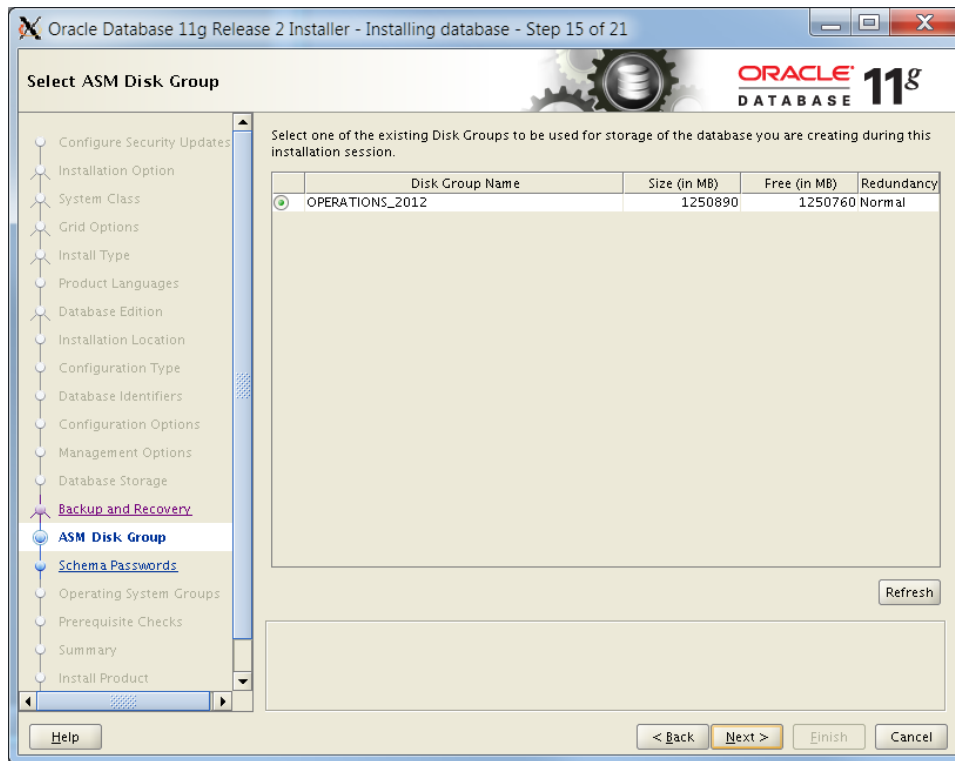 Oracle Database 11g Release 2 Installer - Installing database - Step 15 of 21
Select ASM Disk Group
ORACLE DATABASE 11g
Configure Security Updates
Installation Option
System Class
Grid Options
Install Type
Product Languages
Database Edition
Installation Location
Configuration Type
Database Identifiers
Configuration Options
Management Options
Database Storage
Backup and Recovery
ASM Disk Group
Schema Passwords
Operating System Groups
Prerequisite Checks
Summary
Install Product
Select one of the existing Disk Groups to be used for storage of the database you are creating during this
installation session.
Disk Group Name Size (in MB) Free (in MB) Redundancy
OPERATIONS_2012 1250890 1250760 Normal
Refresh
Help < Back Next > Finish Cancel